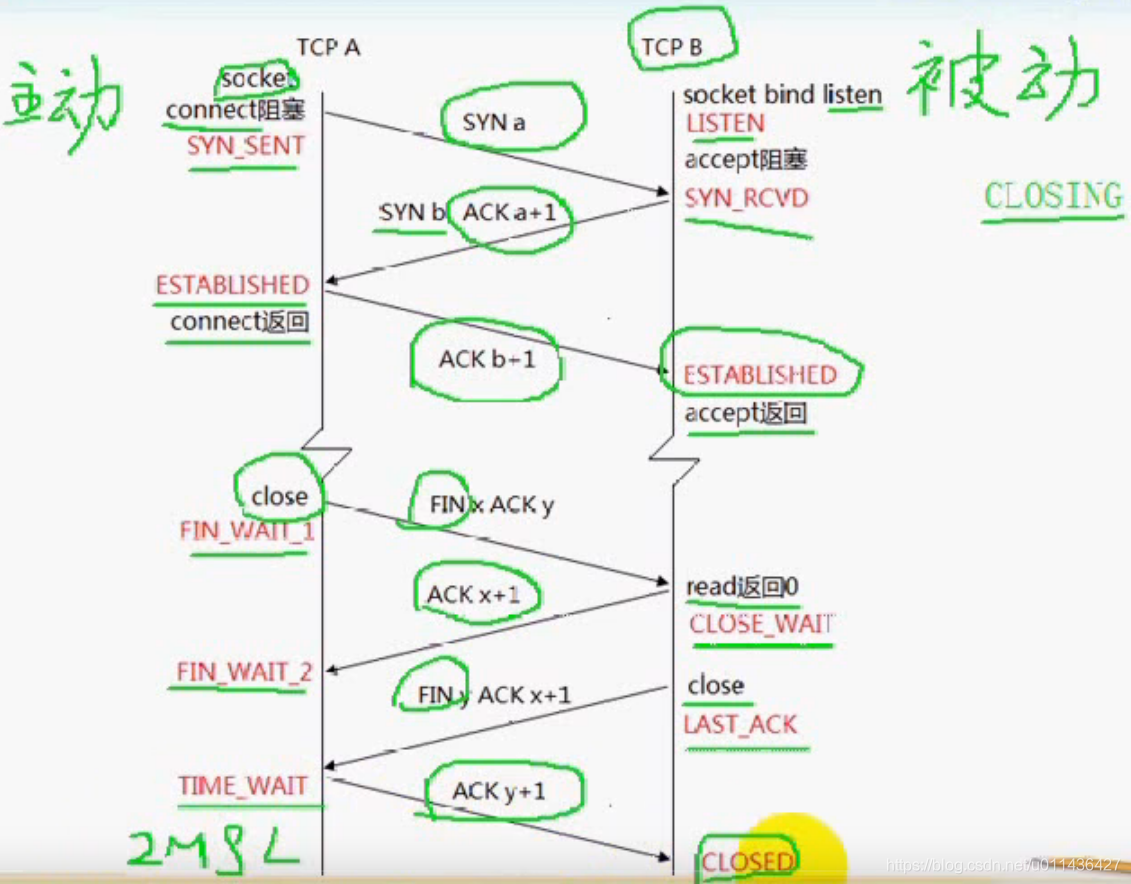 TCP A
TCP B
主动
被动
socket
connect阻塞
SYN_SENT
SYN a
socket bind listen
LISTEN
accept阻塞
SYN_RCVD
CLOSING
SYN b ACK a+1
ESTABLISHED
connect返回
ACK b+1
ESTABLISHED
accept返回
close
FIN x ACK y
FIN_WAIT_1
ACK x+1
read返回0
CLOSE_WAIT
FIN_WAIT_2
FIN y ACK x+1
close
LAST_ACK
TIME_WAIT
ACK y+1
2MSL
CLOSED
https://blog.csdn.net/u011436427